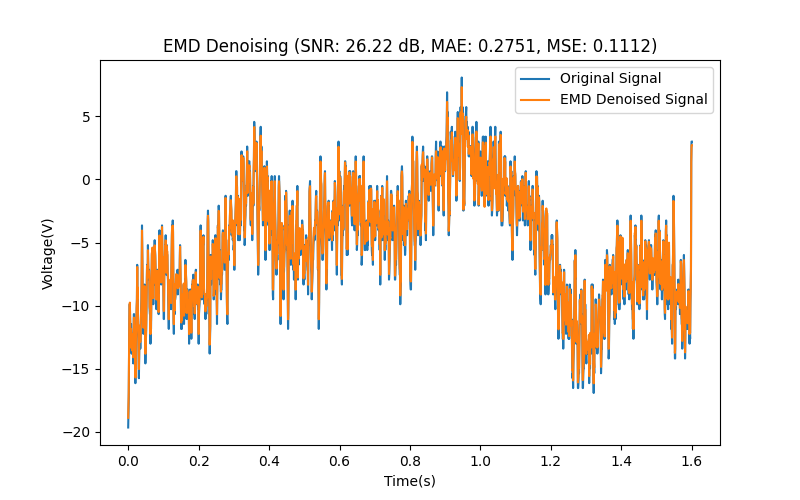 EMD Denoising (SNR: 26.22 dB, MAE: 0.2751, MSE: 0.1112)
Original Signal
EMD Denoised Signal
Voltage(V)
5
0
−5
−10
−15
−20
0.0 0.2 0.4 0.6 0.8 1.0 1.2 1.4 1.6
Time(s)